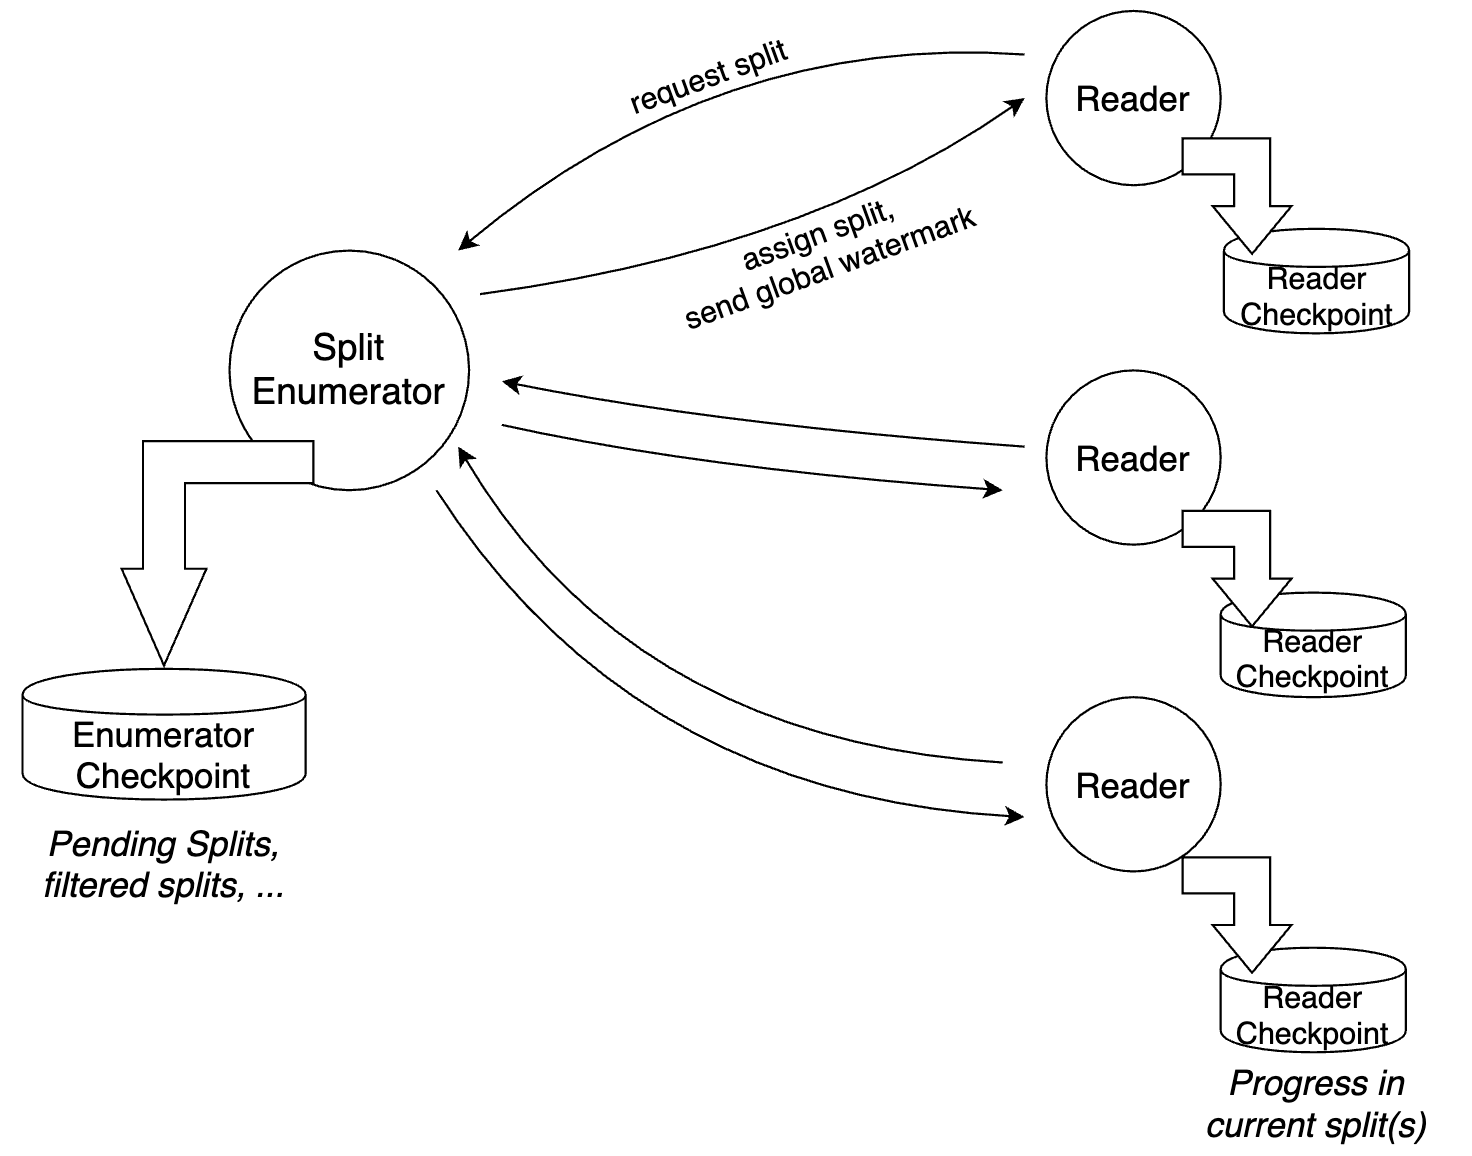 request split
Reader
assign split,
send global watermark
Reader
Checkpoint
Split
Enumerator
Reader
Reader
Checkpoint
Enumerator
Checkpoint
Pending Splits,
filtered splits, ...
Reader
Reader
Checkpoint
Progress in
current split(s)